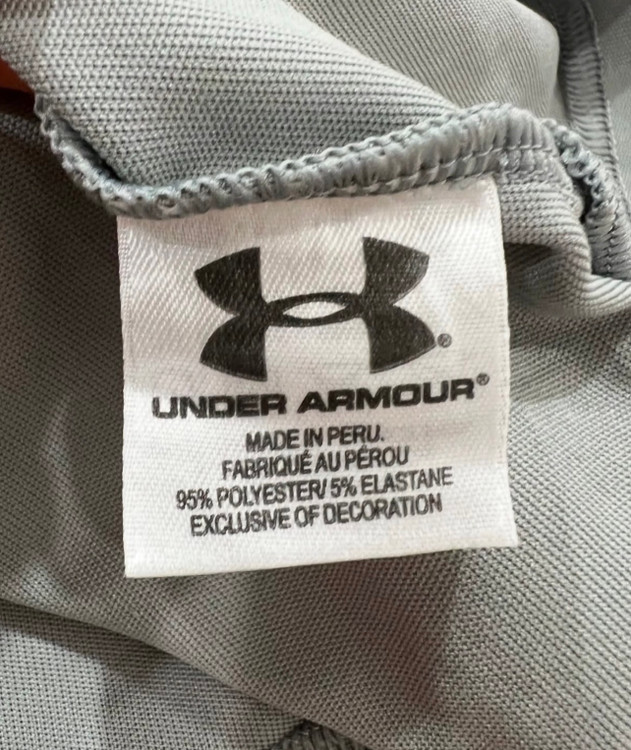 ®
UNDER ARMOUR®
MADE IN PERU.
FABRIQUÉ AU PÉROU
95% POLYESTER/ 5% ELASTANE
EXCLUSIVE OF DECORATION